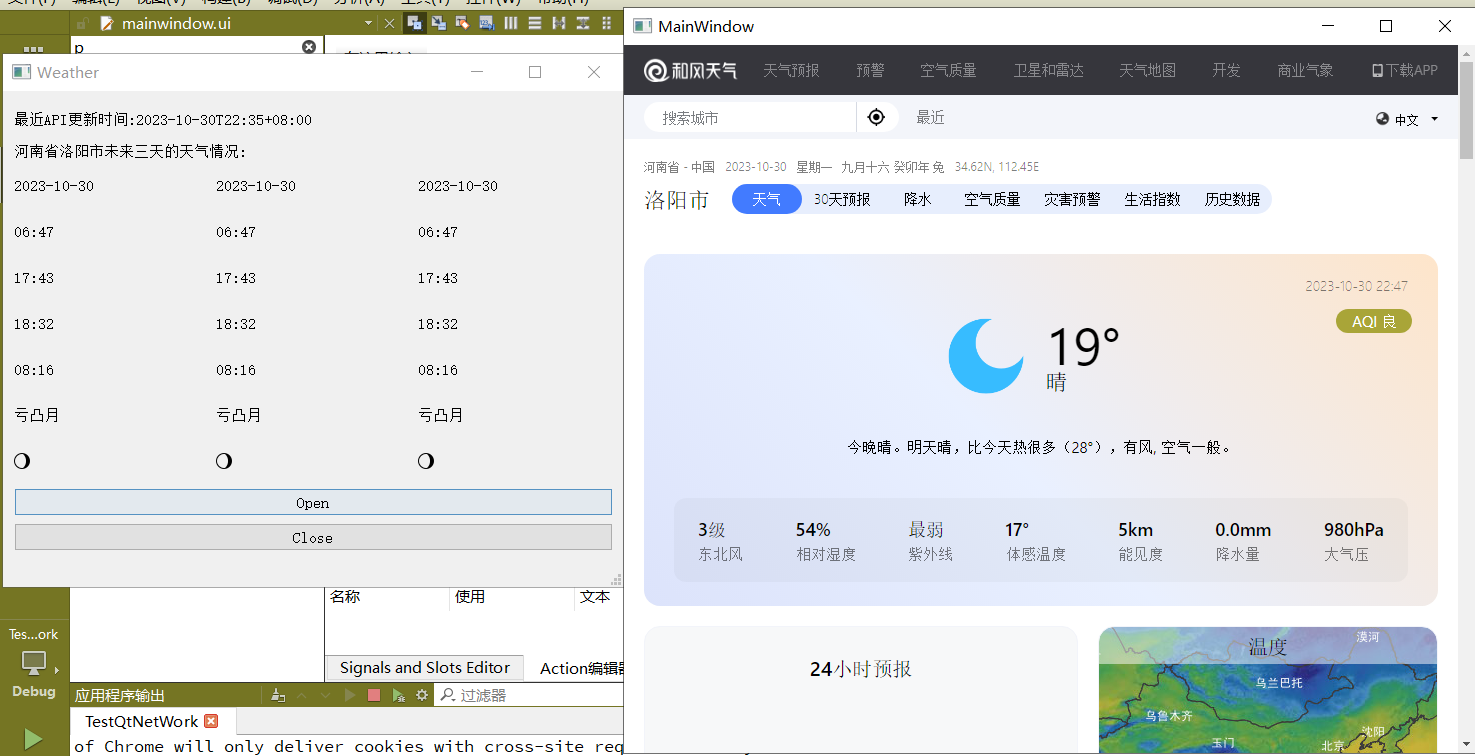 mainwindow.ui
p
Weather
最近API更新时间:2023-10-30T22:35+08:00
河南省洛阳市未来三天的天气情况:
2023-10-30 2023-10-30 2023-10-30
06:47 06:47 06:47
17:43 17:43 17:43
18:32 18:32 18:32
08:16 08:16 08:16
亏凸月 亏凸月 亏凸月
Open
Close
名称 使用 文本
Tes...ork
Signals and Slots Editor Action编辑器
Debug
应用程序输出 过滤器
TestQtNetWork
of Chrome will only deliver cookies with cross-site req
MainWindow
和风天气 天气预报 预警 空气质量 卫星和雷达 天气地图 开发 商业气象 下载APP
搜索城市 最近 中文
河南省 - 中国 2023-10-30 星期一 九月十六 癸卯年 兔 34.62N, 112.45E
洛阳市 天气 30天预报 降水 空气质量 灾害预警 生活指数 历史数据
2023-10-30 22:47
AQI 良
19°
晴
今晚晴。明天晴，比今天热很多（28°），有风, 空气一般。
3级 54% 最弱 17° 5km 0.0mm 980hPa
东北风 相对湿度 紫外线 体感温度 能见度 降水量 大气压
24小时预报
温度
漠河
乌兰巴托
乌鲁木齐
沈阳
玉门 北京